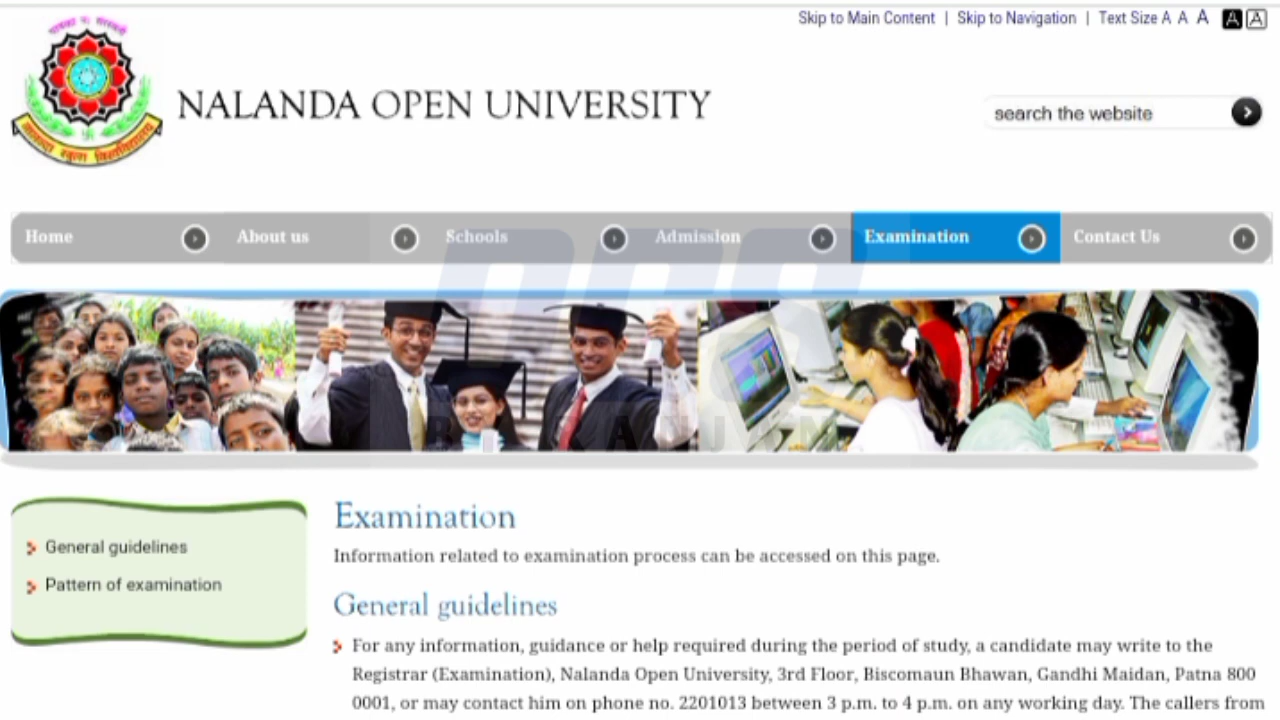 Skip to Main Content | Skip to Navigation | Text Size A A A A A
NALANDA OPEN UNIVERSITY
search the website
Home About us Schools Admission Examination Contact Us
Examination
Information related to examination process can be accessed on this page.
General guidelines
Pattern of examination
General guidelines
For any information, guidance or help required during the period of study, a candidate may write to the
Registrar (Examination), Nalanda Open University, 3rd Floor, Biscomaun Bhawan, Gandhi Maidan, Patna 800
0001, or may contact him on phone no. 2201013 between 3 p.m. to 4 p.m. on any working day. The callers from